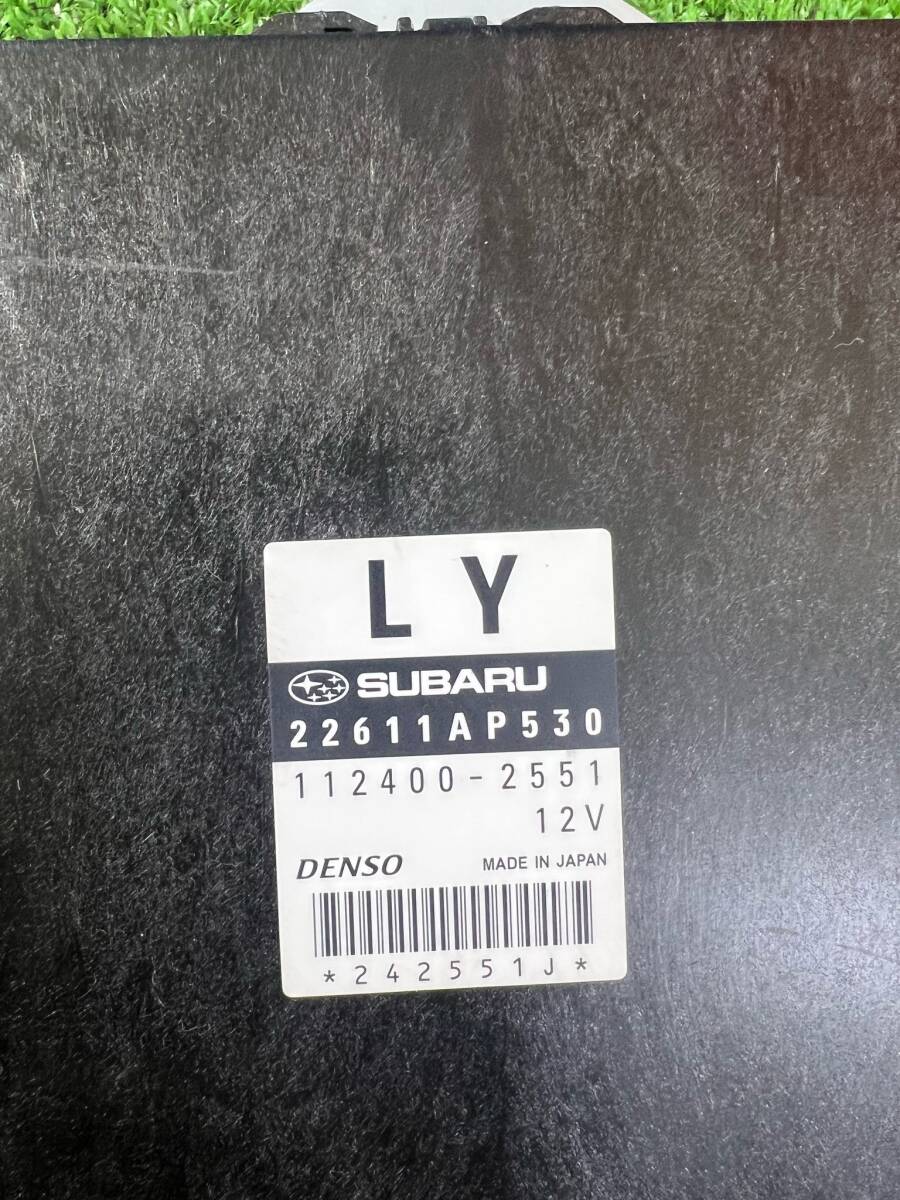 LY
SUBARU
22611AP530
112400-2551
12V
DENSO MADE IN JAPAN
*242551J*